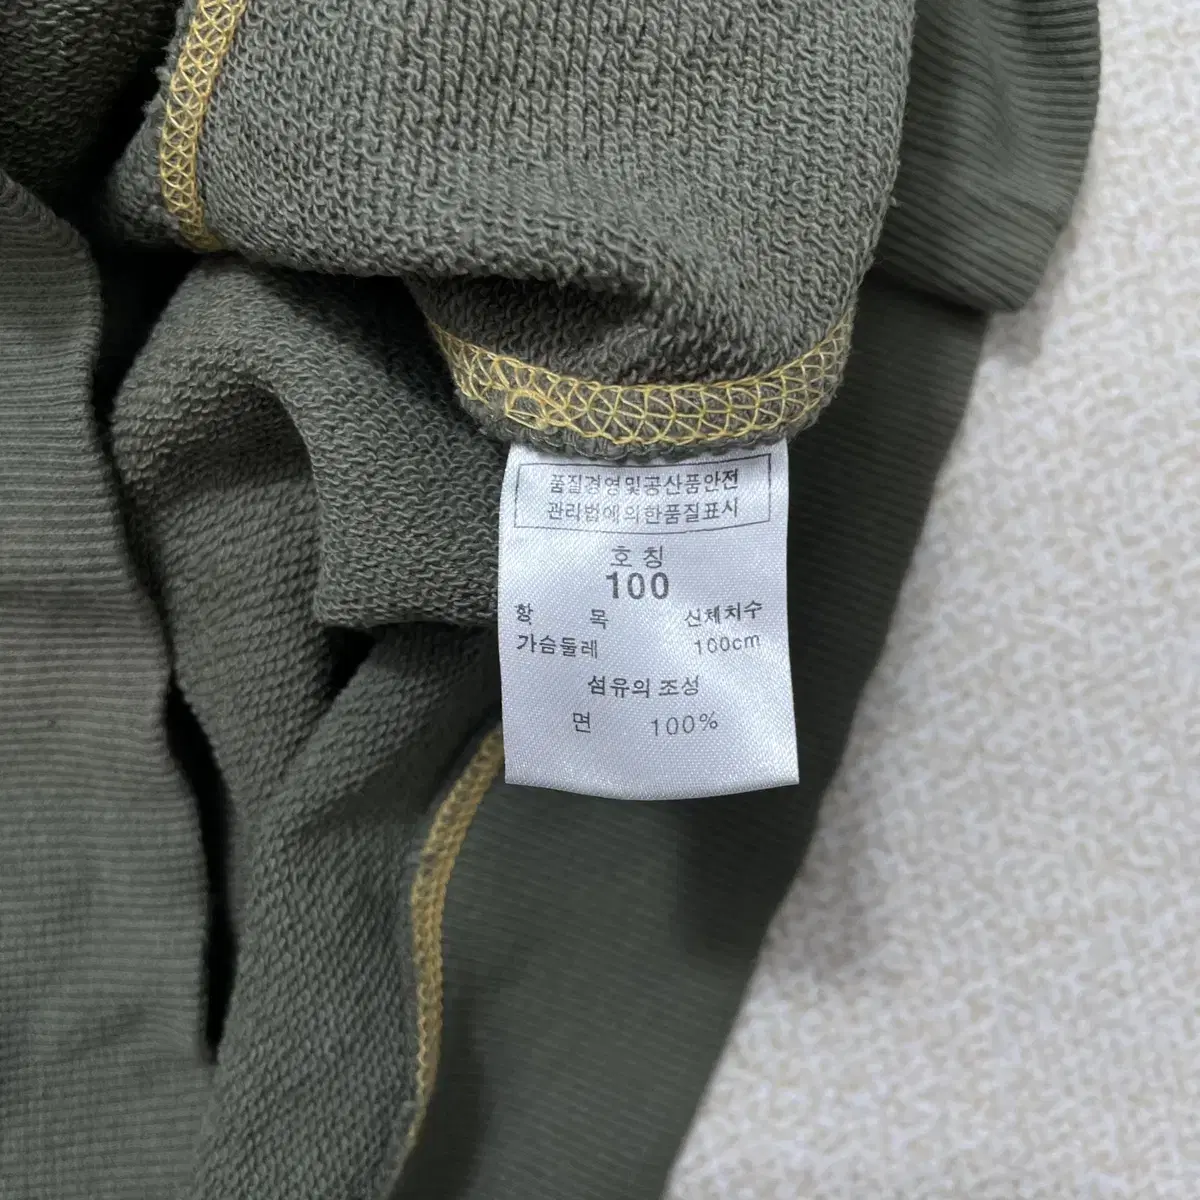 품질경영및공산품안전
관리법에의한품질표시
호 칭
100
항 목 신체치수
가슴둘레 100cm
섬유의 조성
면 100%